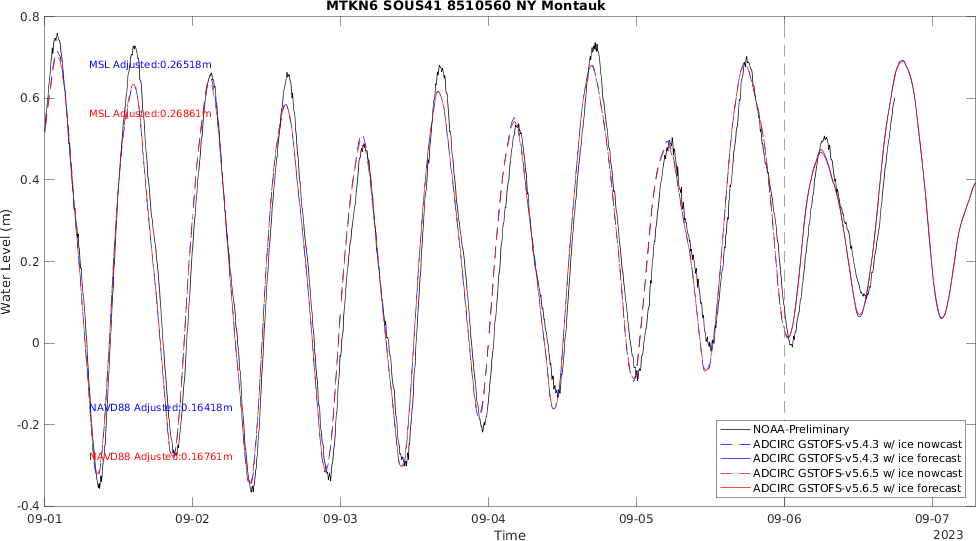 MTKN6 SOUS41 8510560 NY Montauk
0.8
0.6
0.4
0.2
0
-0.2
-0.4
Water Level (m)
MSL Adjusted:0.26518m
MSL Adjusted:0.26861m
NAVD88 Adjusted:0.16418m
NAVD88 Adjusted:0.16761m
NOAA-Preliminary
ADCIRC GSTOFS-v5.4.3 w/ ice nowcast
ADCIRC GSTOFS-v5.4.3 w/ ice forecast
ADCIRC GSTOFS-v5.6.5 w/ ice nowcast
ADCIRC GSTOFS-v5.6.5 w/ ice forecast
09-01 09-02 09-03 09-04 09-05 09-06 09-07
Time
2023